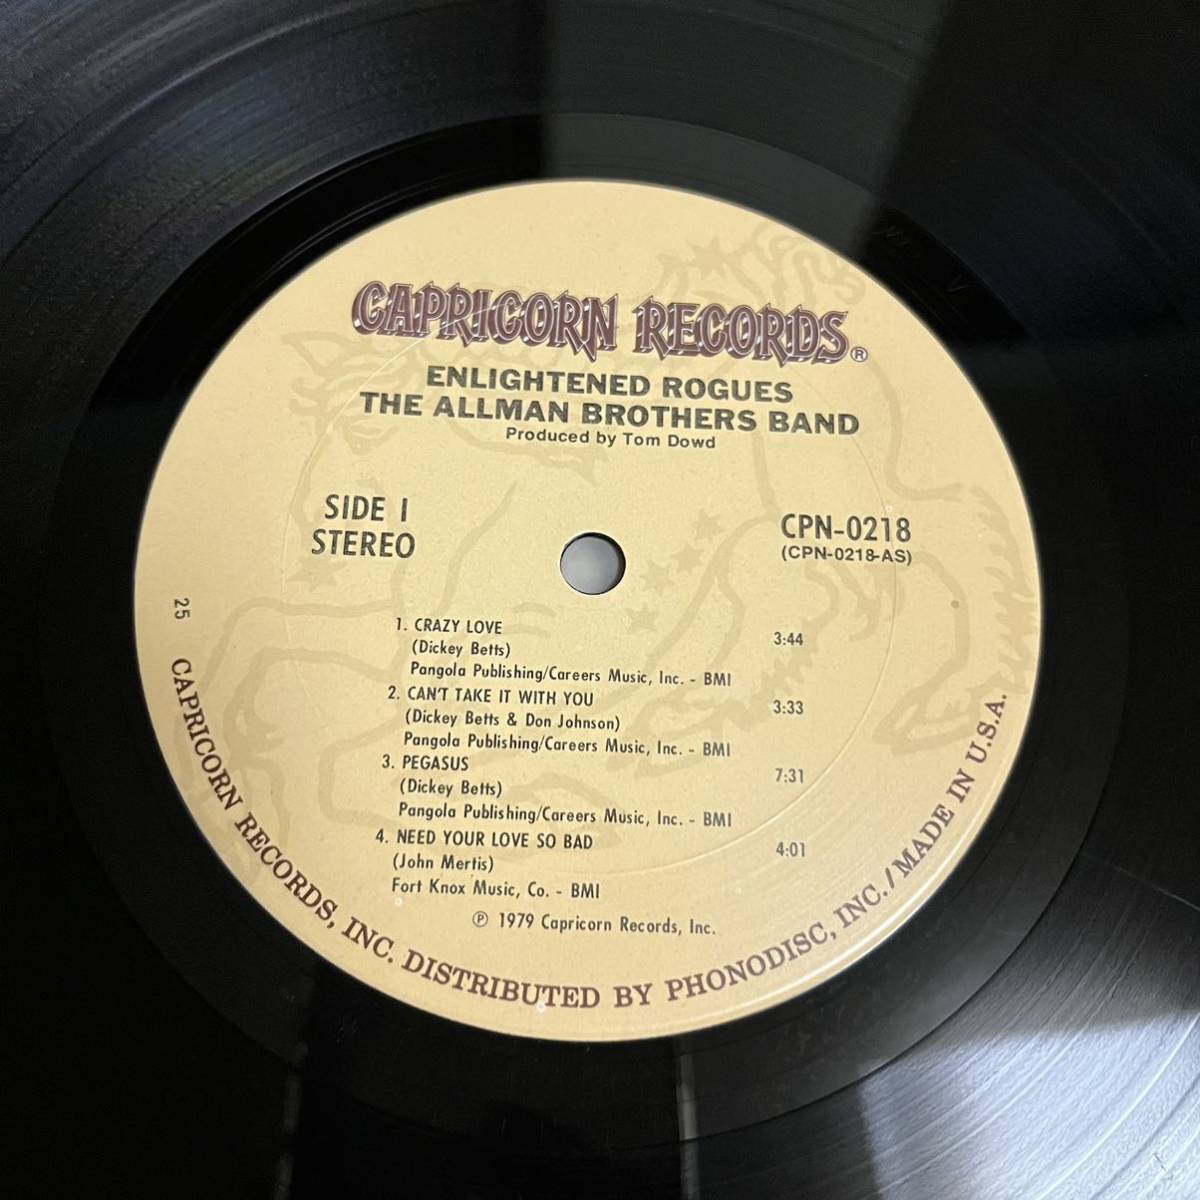 CAPRICORN RECORDS®
ENLIGHTENED ROGUES
THE ALLMAN BROTHERS BAND
Produced by Tom Dowd
SIDE 1
STEREO
CPN-0218
(CPN-0218-AS)
1. CRAZY LOVE 3:44
(Dickey Betts)
Pangola Publishing/Careers Music, Inc. - BMI
2. CAN'T TAKE IT WITH YOU 3:33
(Dickey Betts & Don Johnson)
Pangola Publishing/Careers Music, Inc. - BMI
3. PEGASUS 7:31
(Dickey Betts)
Pangola Publishing/Careers Music, Inc. - BMI
4. NEED YOUR LOVE SO BAD 4:01
(John Mertis)
Fort Knox Music, Co. - BMI
℗ 1979 Capricorn Records, Inc.
25
CAPRICORN RECORDS, INC. DISTRIBUTED BY PHONODISC, INC./MADE IN U.S.A.